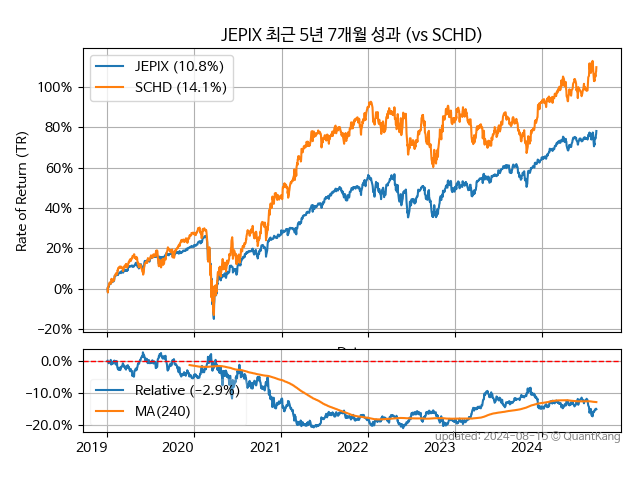 JEPIX 최근 5년 7개월 성과 (vs SCHD)
JEPIX (10.8%)
SCHD (14.1%)
Rate of Return (TR)
100%
80%
60%
40%
20%
0%
−20%
0.0%
−10.0%
−20.0%
Relative (−2.9%)
MA(240)
2019
2020
2021
2022
2023
2024
updated: 2024-08-16 © QuantKang